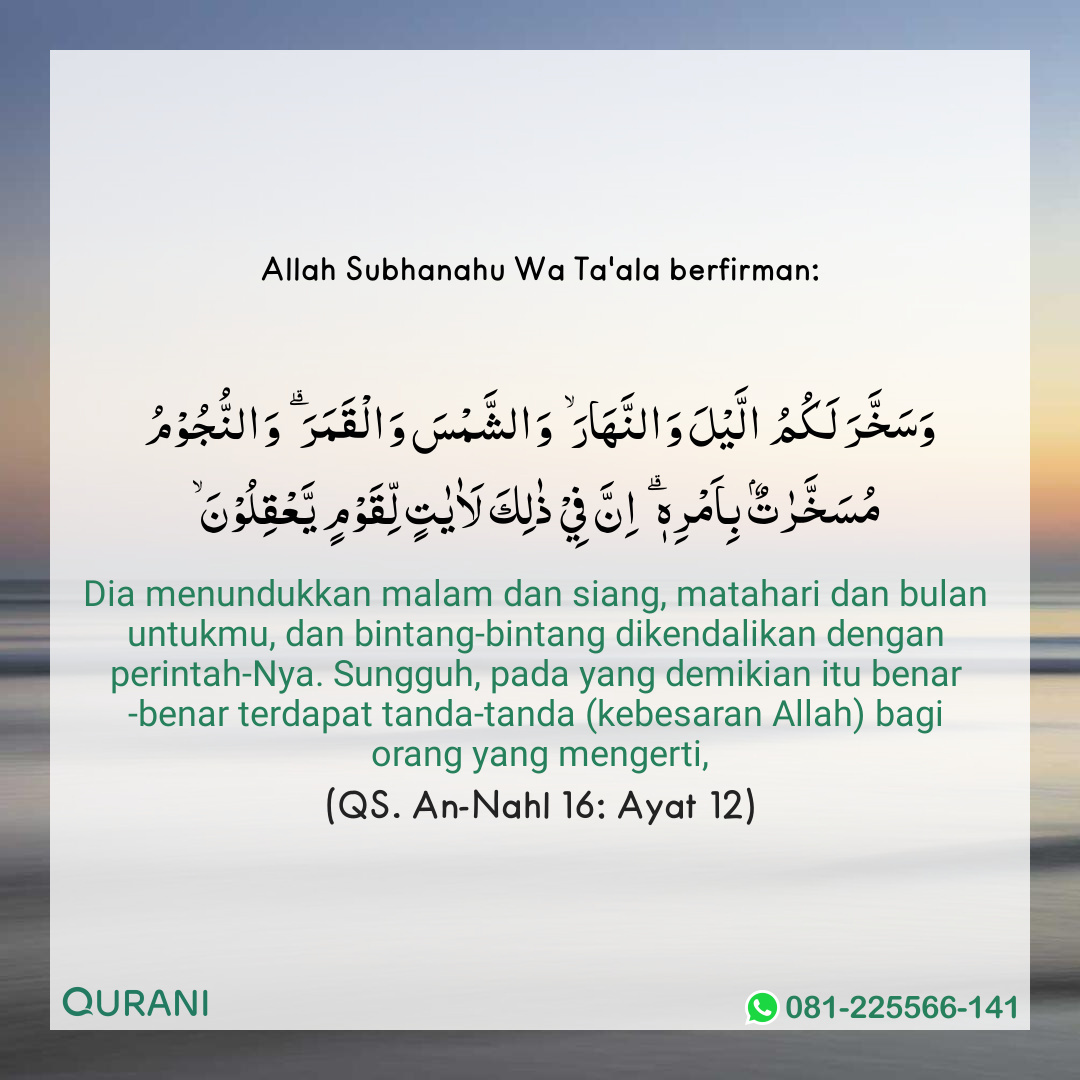 Allah Subhanahu Wa Ta'ala berfirman:
وَسَخَّرَ لَكُمُ الَّيْلَ وَالنَّهَارَۙ وَالشَّمْسَ وَالْقَمَرَ ۗ وَالنُّجُوْمُ
مُسَخَّرٰتٌۢ بِاَمْرِهٖ ۗ اِنَّ فِيْ ذٰلِكَ لَاٰيٰتٍ لِّقَوْمٍ يَّعْقِلُوْنَۙ
Dia menundukkan malam dan siang, matahari dan bulan
untukmu, dan bintang-bintang dikendalikan dengan
perintah-Nya. Sungguh, pada yang demikian itu benar
-benar terdapat tanda-tanda (kebesaran Allah) bagi
orang yang mengerti,
(QS. An-Nahl 16: Ayat 12)
QURANI
081-225566-141